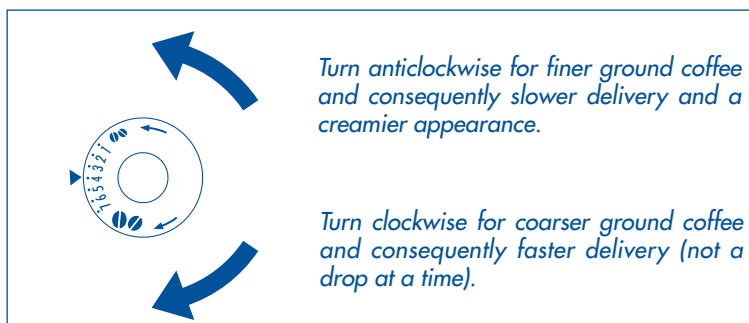 Turn anticlockwise for finer ground coffee
and consequently slower delivery and a
creamier appearance.
7654321
Turn clockwise for coarser ground coffee
and consequently faster delivery (not a
drop at a time).